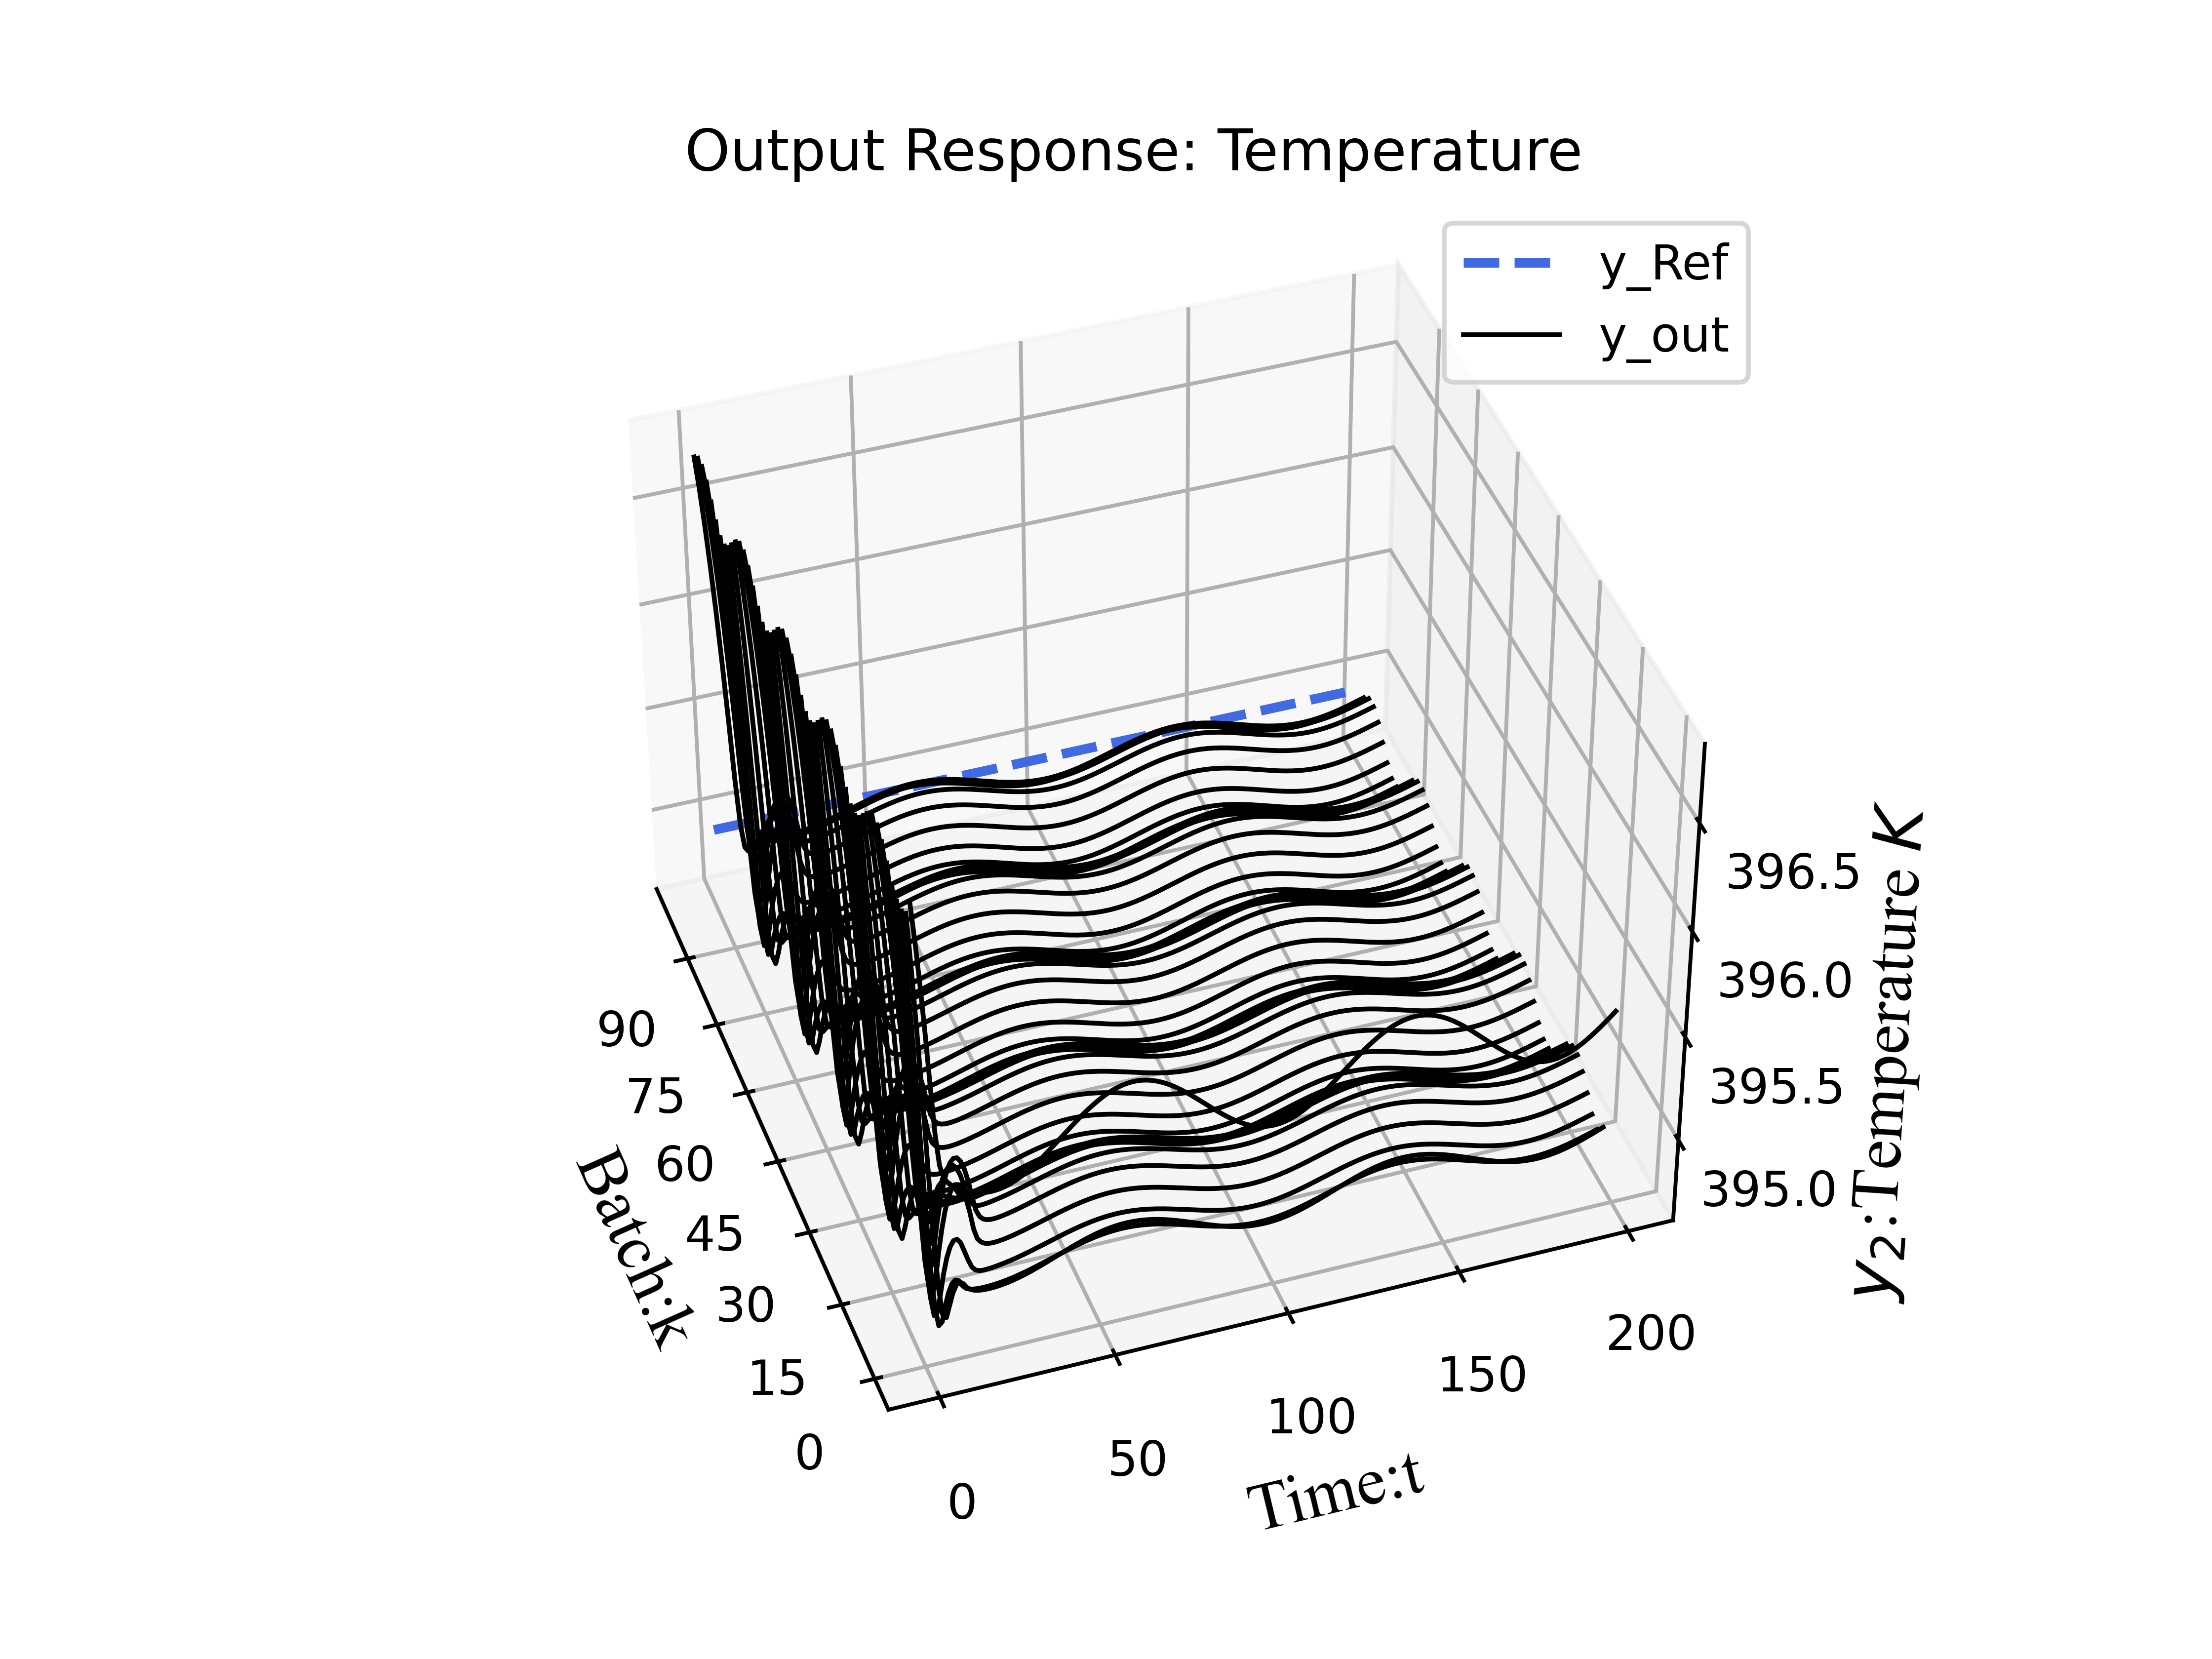 Output Response: Temperature
y_Ref
y_out
396.5
396.0
395.5
395.0
y₂:Temperature K
90
75
60
45
30
15
0
Batch:k
0
50
100
150
200
Time:t